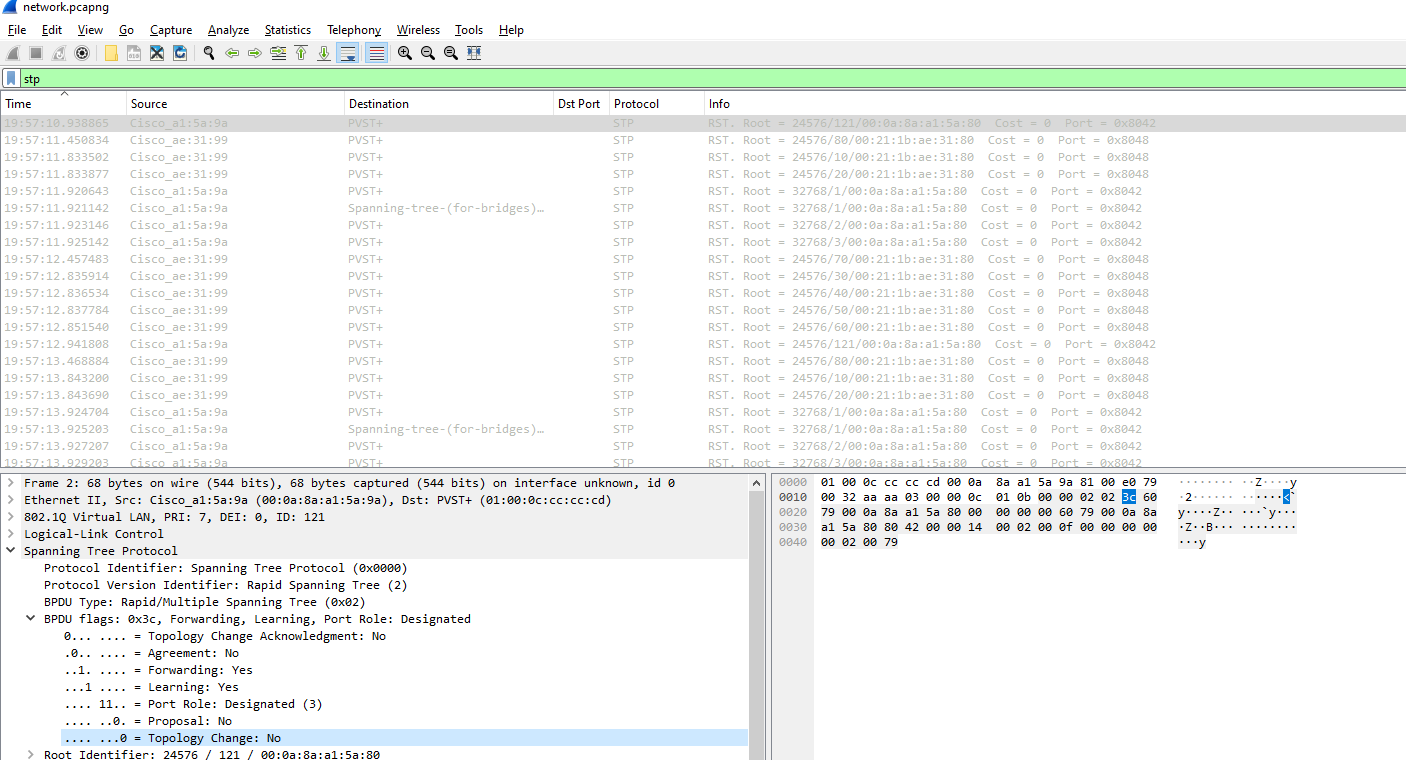 network.pcapng
File Edit View Go Capture Analyze Statistics Telephony Wireless Tools Help
stp
Time Source Destination Dst Port Protocol Info
19:57:10.938865 Cisco_a1:5a:9a PVST+ STP RST. Root = 24576/121/00:0a:8a:a1:5a:80 Cost = 0 Port = 0x8042
19:57:11.450834 Cisco_ae:31:99 PVST+ STP RST. Root = 24576/80/00:21:1b:ae:31:80 Cost = 0 Port = 0x8048
19:57:11.833502 Cisco_ae:31:99 PVST+ STP RST. Root = 24576/10/00:21:1b:ae:31:80 Cost = 0 Port = 0x8048
19:57:11.833877 Cisco_ae:31:99 PVST+ STP RST. Root = 24576/20/00:21:1b:ae:31:80 Cost = 0 Port = 0x8048
19:57:11.920643 Cisco_a1:5a:9a PVST+ STP RST. Root = 32768/1/00:0a:8a:a1:5a:80 Cost = 0 Port = 0x8042
19:57:11.921142 Cisco_a1:5a:9a Spanning-tree-(for-bridges)… STP RST. Root = 32768/1/00:0a:8a:a1:5a:80 Cost = 0 Port = 0x8042
19:57:11.923146 Cisco_a1:5a:9a PVST+ STP RST. Root = 32768/2/00:0a:8a:a1:5a:80 Cost = 0 Port = 0x8042
19:57:11.925142 Cisco_a1:5a:9a PVST+ STP RST. Root = 32768/3/00:0a:8a:a1:5a:80 Cost = 0 Port = 0x8042
19:57:12.457483 Cisco_ae:31:99 PVST+ STP RST. Root = 24576/70/00:21:1b:ae:31:80 Cost = 0 Port = 0x8048
19:57:12.835914 Cisco_ae:31:99 PVST+ STP RST. Root = 24576/30/00:21:1b:ae:31:80 Cost = 0 Port = 0x8048
19:57:12.836534 Cisco_ae:31:99 PVST+ STP RST. Root = 24576/40/00:21:1b:ae:31:80 Cost = 0 Port = 0x8048
19:57:12.837784 Cisco_ae:31:99 PVST+ STP RST. Root = 24576/50/00:21:1b:ae:31:80 Cost = 0 Port = 0x8048
19:57:12.851540 Cisco_ae:31:99 PVST+ STP RST. Root = 24576/60/00:21:1b:ae:31:80 Cost = 0 Port = 0x8048
19:57:12.941808 Cisco_a1:5a:9a PVST+ STP RST. Root = 24576/121/00:0a:8a:a1:5a:80 Cost = 0 Port = 0x8042
19:57:13.468884 Cisco_ae:31:99 PVST+ STP RST. Root = 24576/80/00:21:1b:ae:31:80 Cost = 0 Port = 0x8048
19:57:13.843200 Cisco_ae:31:99 PVST+ STP RST. Root = 24576/10/00:21:1b:ae:31:80 Cost = 0 Port = 0x8048
19:57:13.843690 Cisco_ae:31:99 PVST+ STP RST. Root = 24576/20/00:21:1b:ae:31:80 Cost = 0 Port = 0x8048
19:57:13.924704 Cisco_a1:5a:9a PVST+ STP RST. Root = 32768/1/00:0a:8a:a1:5a:80 Cost = 0 Port = 0x8042
19:57:13.925203 Cisco_a1:5a:9a Spanning-tree-(for-bridges)… STP RST. Root = 32768/1/00:0a:8a:a1:5a:80 Cost = 0 Port = 0x8042
19:57:13.927207 Cisco_a1:5a:9a PVST+ STP RST. Root = 32768/2/00:0a:8a:a1:5a:80 Cost = 0 Port = 0x8042
19:57:13.929203 Cisco_a1:5a:9a PVST+ STP RST. Root = 32768/3/00:0a:8a:a1:5a:80 Cost = 0 Port = 0x8042
Frame 2: 68 bytes on wire (544 bits), 68 bytes captured (544 bits) on interface unknown, id 0
Ethernet II, Src: Cisco_a1:5a:9a (00:0a:8a:a1:5a:9a), Dst: PVST+ (01:00:0c:cc:cc:cd)
802.1Q Virtual LAN, PRI: 7, DEI: 0, ID: 121
Logical-Link Control
Spanning Tree Protocol
Protocol Identifier: Spanning Tree Protocol (0x0000)
Protocol Version Identifier: Rapid Spanning Tree (2)
BPDU Type: Rapid/Multiple Spanning Tree (0x02)
BPDU flags: 0x3c, Forwarding, Learning, Port Role: Designated
0... .... = Topology Change Acknowledgment: No
.0.. .... = Agreement: No
..1. .... = Forwarding: Yes
...1 .... = Learning: Yes
.... 11.. = Port Role: Designated (3)
.... ..0. = Proposal: No
.... ...0 = Topology Change: No
Root Identifier: 24576 / 121 / 00:0a:8a:a1:5a:80
0000 01 00 0c cc cc cd 00 0a 8a a1 5a 9a 81 00 e0 79 ········ ··Z····y
0010 00 32 aa aa 03 00 00 0c 01 0b 00 00 02 02 3c 60 ·2······ ······<`
0020 79 00 0a 8a a1 5a 80 00 00 00 00 60 79 00 0a 8a y····Z·· ···`y···
0030 a1 5a 80 80 42 00 00 14 00 02 00 0f 00 00 00 00 ·Z··B··· ········
0040 00 02 00 79 ···y